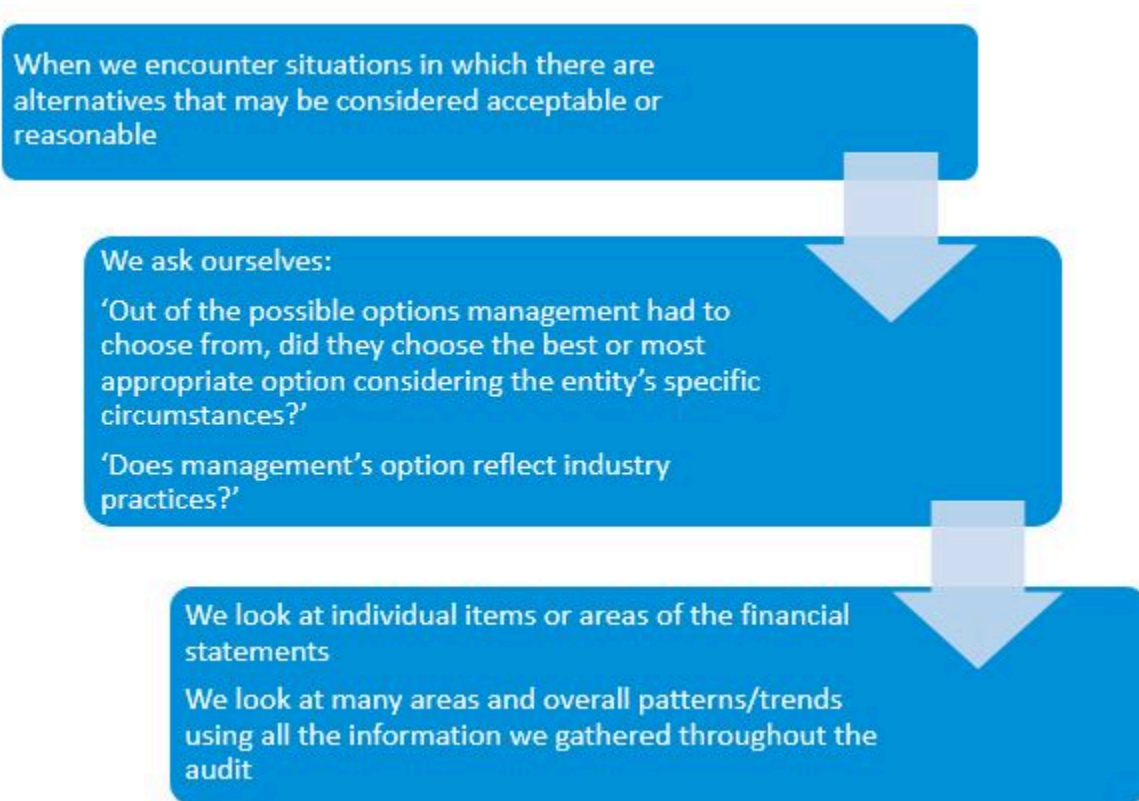 When we encounter situations in which there are
alternatives that may be considered acceptable or
reasonable
We ask ourselves:
‘Out of the possible options management had to
choose from, did they choose the best or most
appropriate option considering the entity’s specific
circumstances?’
‘Does management’s option reflect industry
practices?’
We look at individual items or areas of the financial
statements
We look at many areas and overall patterns/trends
using all the information we gathered throughout the
audit